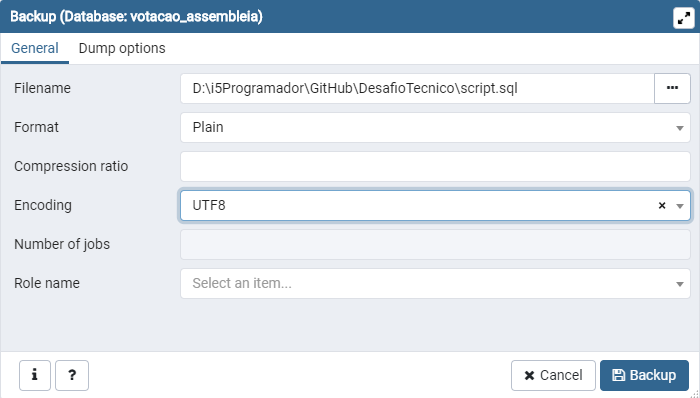 Backup (Database: votacao_assembleia)
General Dump options
Filename D:\i5Programador\GitHub\DesafioTecnico\script.sql ...
Format Plain
Compression ratio
Encoding UTF8 ×
Number of jobs
Role name Select an item...
i ? × Cancel Backup